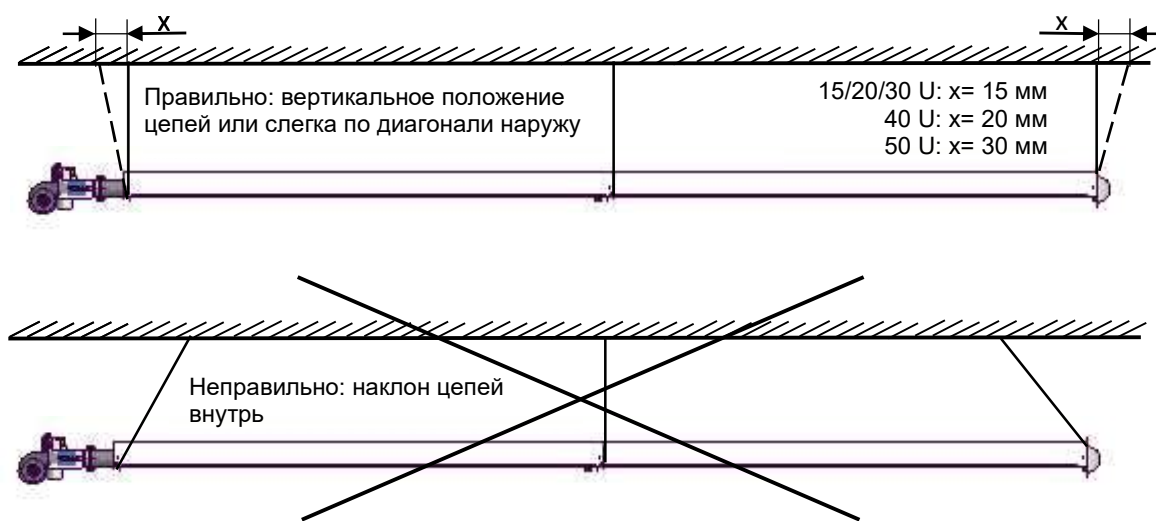 x
x
Правильно: вертикальное положение
цепей или слегка по диагонали наружу
15/20/30 U: x= 15 мм
40 U: x= 20 мм
50 U: x= 30 мм
Неправильно: наклон цепей
внутрь